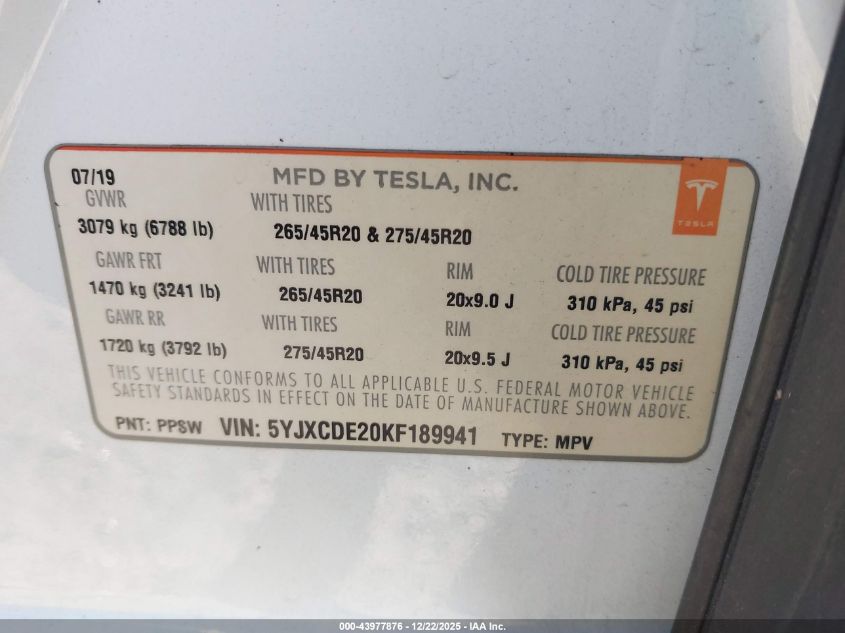 07/19 MFD BY TESLA, INC.
TESLA
GVWR WITH TIRES
3079 kg (6788 lb) 265/45R20 & 275/45R20
GAWR FRT WITH TIRES RIM COLD TIRE PRESSURE
1470 kg (3241 lb) 265/45R20 20x9.0 J 310 kPa, 45 psi
GAWR RR WITH TIRES RIM COLD TIRE PRESSURE
1720 kg (3792 lb) 275/45R20 20x9.5 J 310 kPa, 45 psi
THIS VEHICLE CONFORMS TO ALL APPLICABLE U.S. FEDERAL MOTOR VEHICLE
SAFETY STANDARDS IN EFFECT ON THE DATE OF MANUFACTURE SHOWN ABOVE.
PNT: PPSW VIN: 5YJXCDE20KF189941 TYPE: MPV
000-43977876 - 12/22/2025 - IAA Inc.